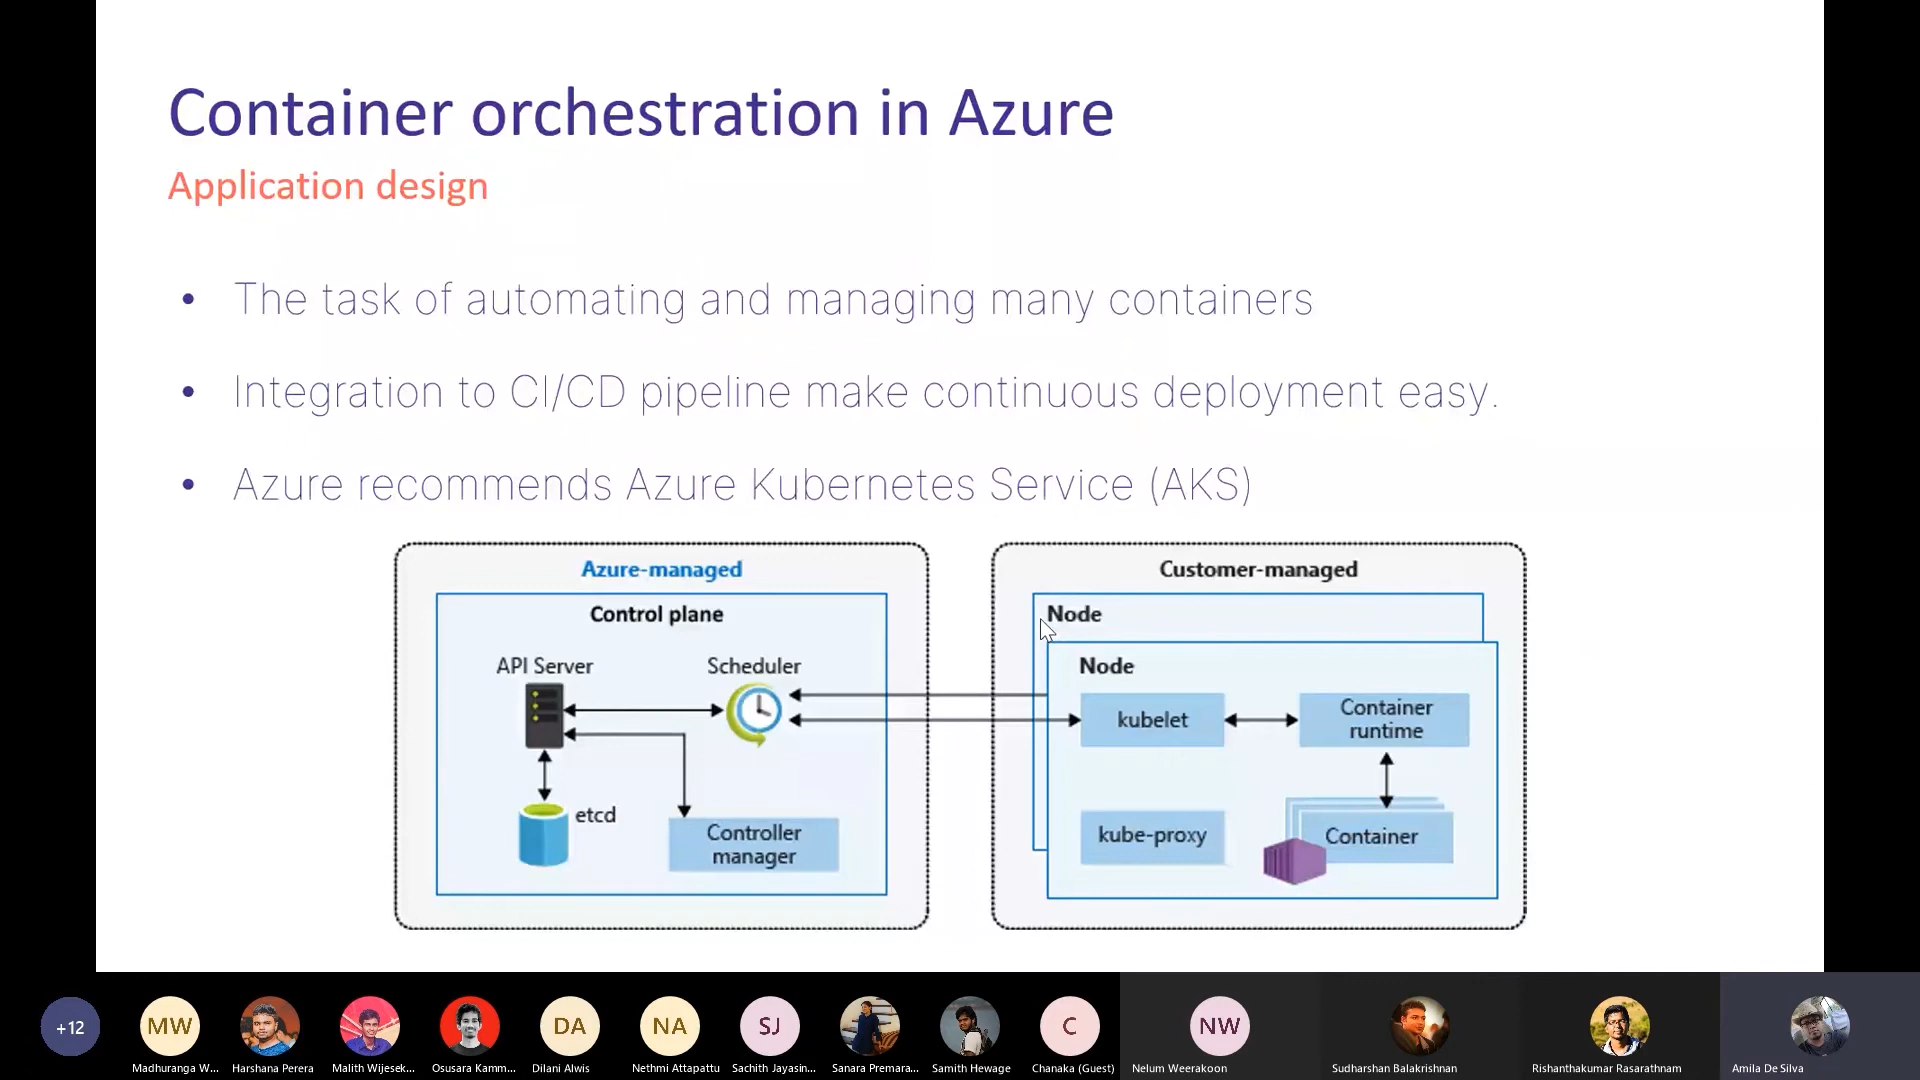 Container orchestration in Azure
Application design
• The task of automating and managing many containers
• Integration to CI/CD pipeline make continuous deployment easy.
• Azure recommends Azure Kubernetes Service (AKS)
Azure-managed
Control plane
API Server
Scheduler
etcd
Controller
manager
Customer-managed
Node
Node
kubelet
Container
runtime
kube-proxy
Container
+12
MW
DA
NA
SJ
C
NW
Madhuranga W...
Harshana Perera
Malith Wijesek...
Osusara Kamm...
Dilani Alwis
Nethmi Attapattu
Sachith Jayasin...
Sanara Premara...
Samith Hewage
Chanaka (Guest)
Nelum Weerakoon
Sudharshan Balakrishnan
Rishanthakumar Rasarathnam
Amila De Silva